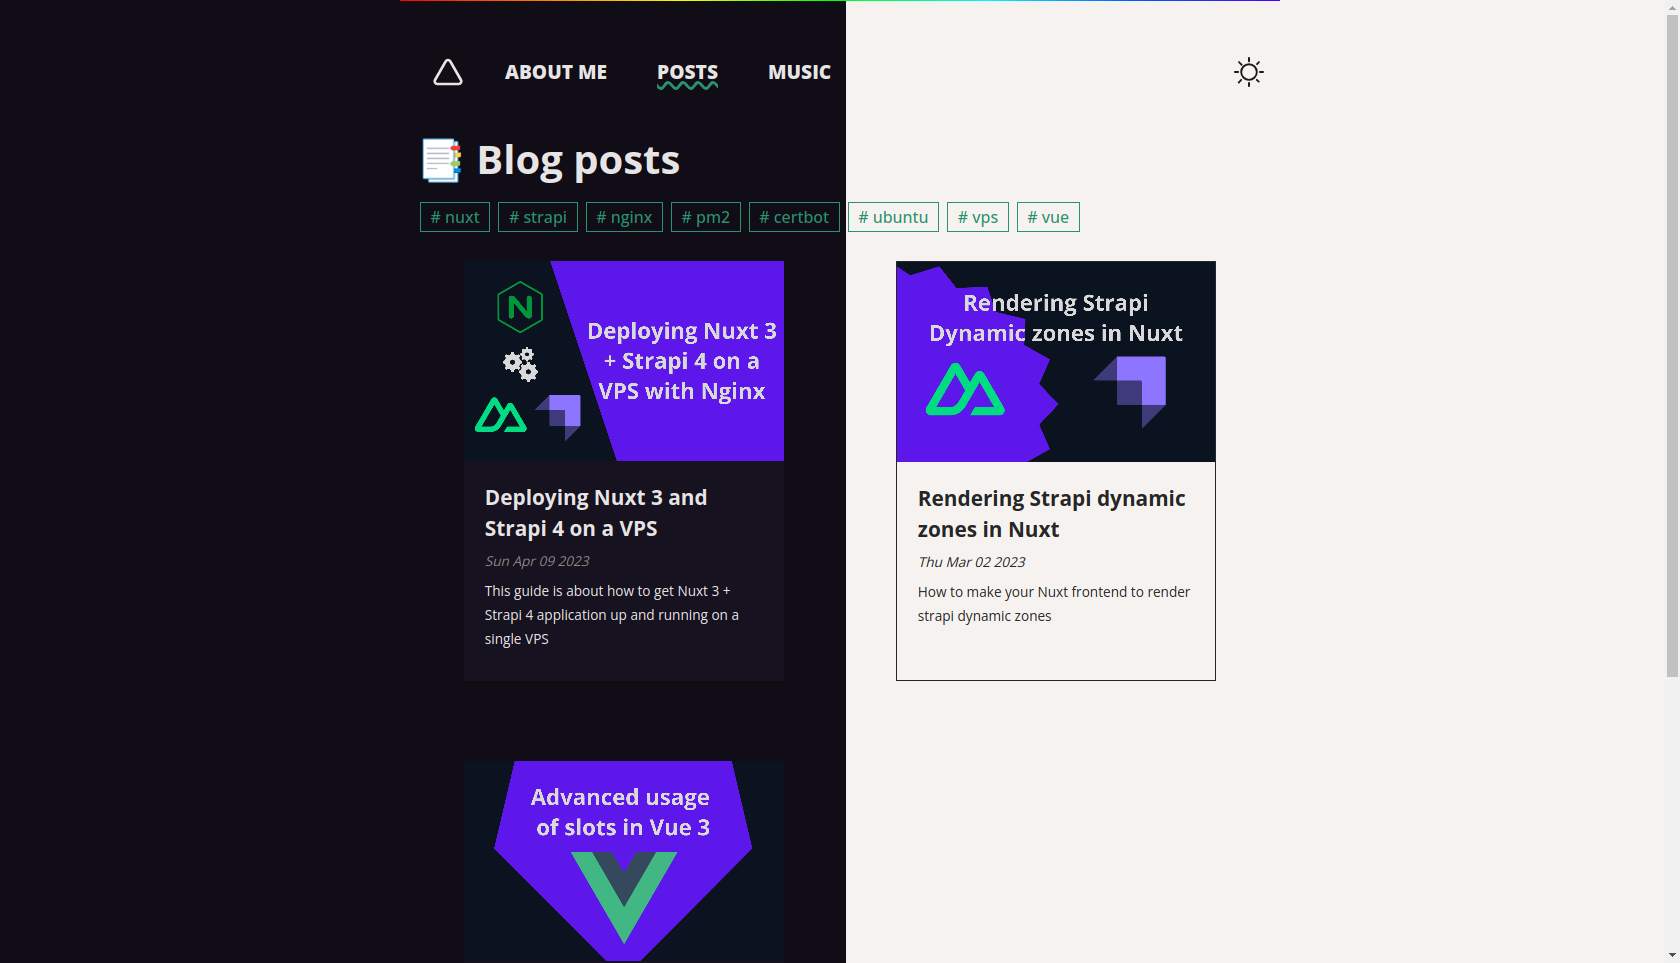 ABOUT ME POSTS MUSIC
📑 Blog posts
# nuxt # strapi # nginx # pm2 # certbot # ubuntu # vps # vue
N
Deploying Nuxt 3
+ Strapi 4 on a
VPS with Nginx
Deploying Nuxt 3 and
Strapi 4 on a VPS
Sun Apr 09 2023
This guide is about how to get Nuxt 3 +
Strapi 4 application up and running on a
single VPS
Rendering Strapi
Dynamic zones in Nuxt
Rendering Strapi dynamic
zones in Nuxt
Thu Mar 02 2023
How to make your Nuxt frontend to render
strapi dynamic zones
Advanced usage
of slots in Vue 3